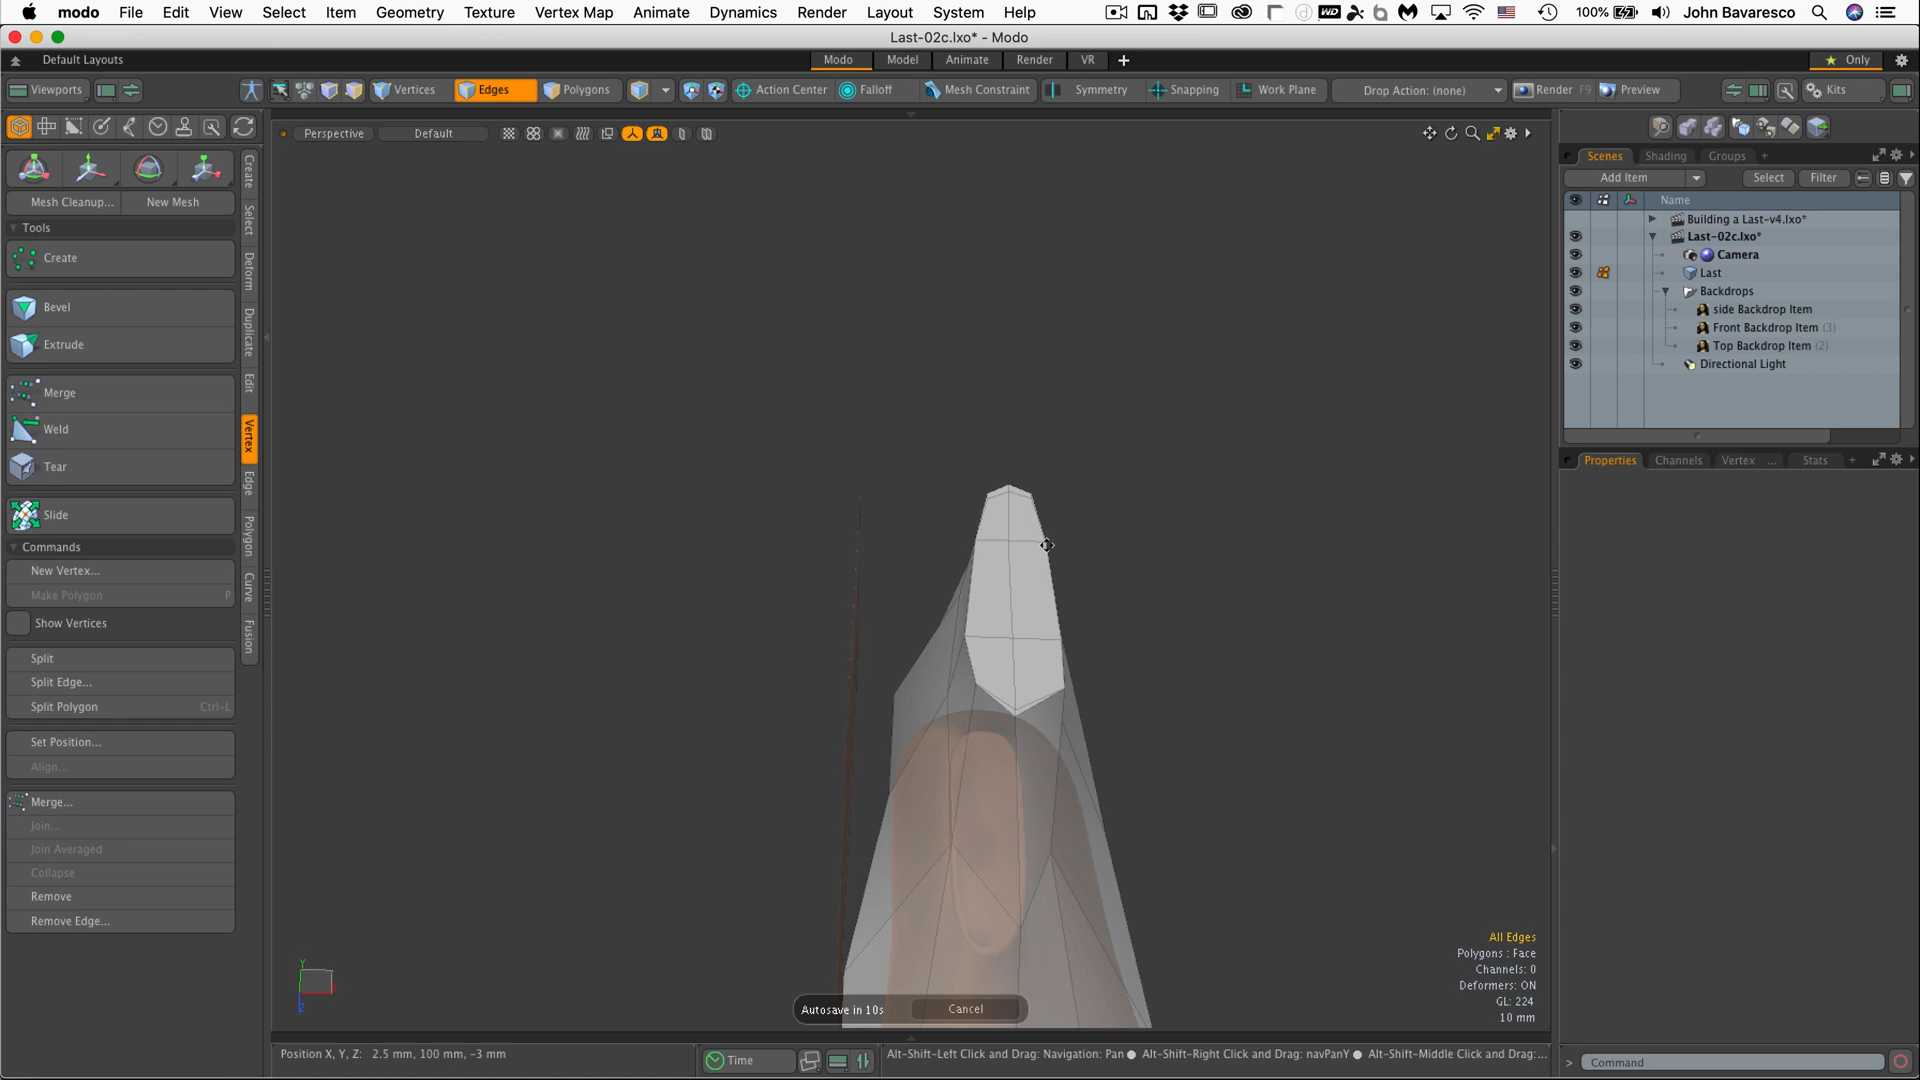 modo File Edit View Select Item Geometry Texture Vertex Map Animate Dynamics Render Layout System Help 100% John Bavaresco
Last-02c.lxo* - Modo
Default Layouts Modo Model Animate Render VR + Only
Viewports Vertices Edges Polygons Action Center Falloff Mesh Constraint Symmetry Snapping Work Plane Drop Action: (none) Render F9 Preview Kits
Perspective Default
Scenes Shading Groups +
Add Item Select Filter
Name
Building a Last-v4.lxo*
Last-02c.lxo*
Camera
Last
Backdrops
side Backdrop Item
Front Backdrop Item (3)
Top Backdrop Item (2)
Directional Light
Properties Channels Vertex ... Stats +
Mesh Cleanup... New Mesh
Tools
Create
Bevel
Extrude
Merge
Weld
Tear
Slide
Commands
New Vertex...
Make Polygon P
Show Vertices
Split
Split Edge...
Split Polygon Ctrl-L
Set Position...
Align...
Merge...
Join...
Join Averaged
Collapse
Remove
Remove Edge...
Create
Select
Deform
Duplicate
Edit
Vertex
Edge
Polygon
Curve
Fusion
Y
Z
All Edges
Polygons : Face
Channels: 0
Deformers: ON
GL: 224
10 mm
Autosave in 10s Cancel
Position X, Y, Z: 2.5 mm, 100 mm, -3 mm Time Alt-Shift-Left Click and Drag: Navigation: Pan ● Alt-Shift-Right Click and Drag: navPanY ● Alt-Shift-Middle Click and Drag:... > Command